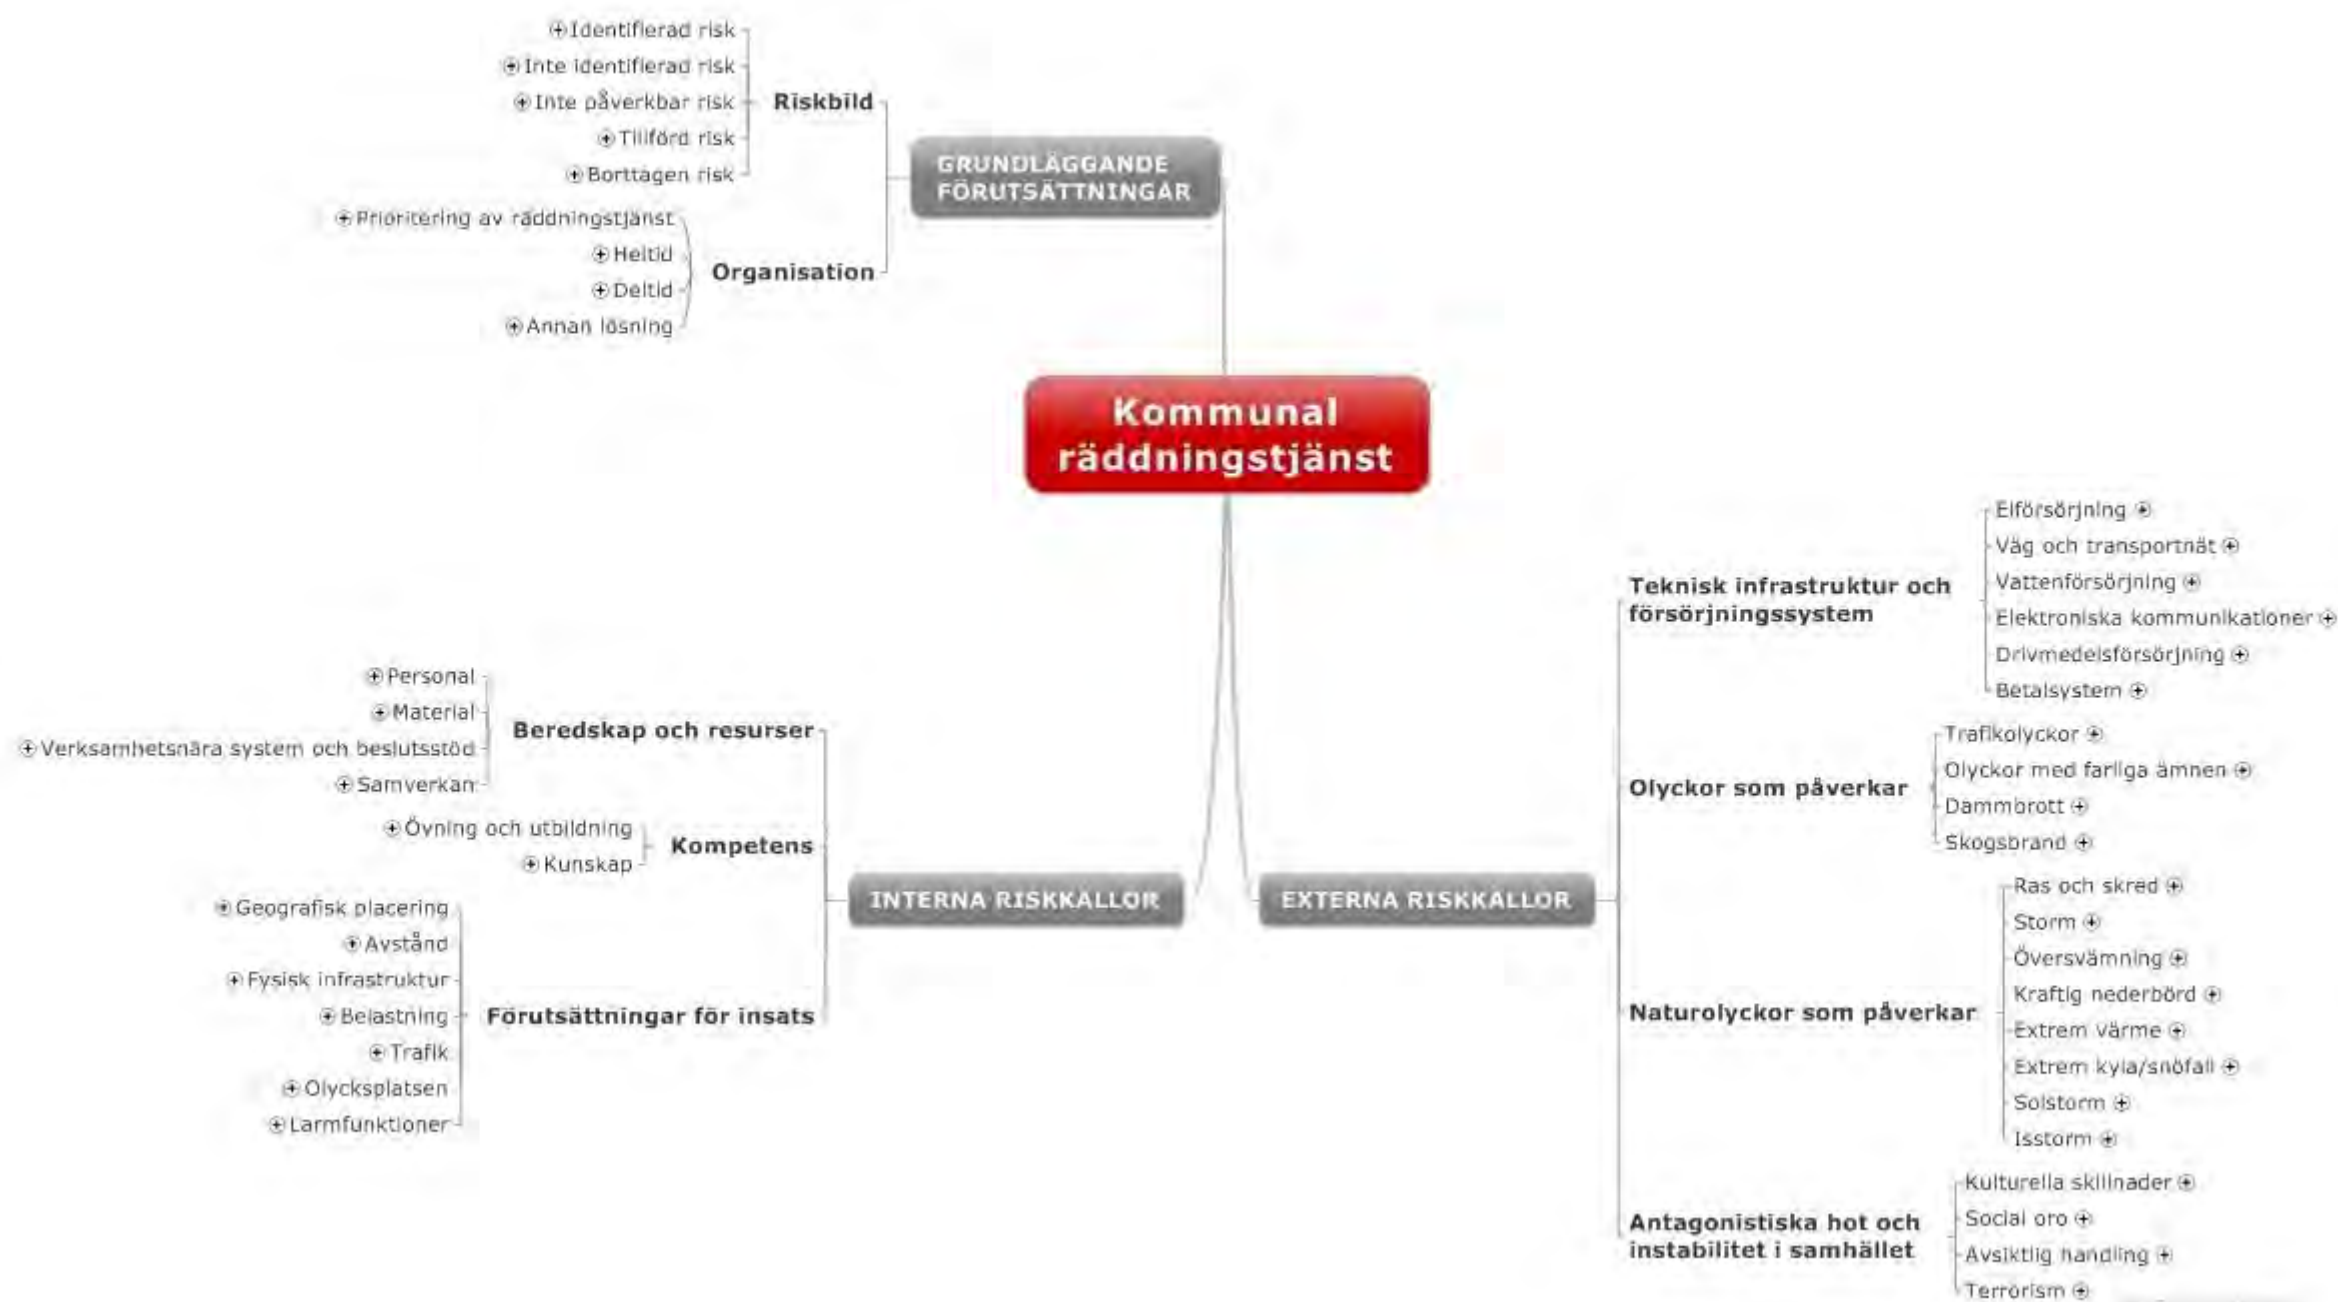 Identifierad risk
Inte identifierad risk
Inte påverkbar risk
Tillförd risk
Borttagen risk
Riskbild
Prioritering av räddningstjänst
Heltid
Deltid
Annan lösning
Organisation
GRUNDLÄGGANDE
FÖRUTSÄTTNINGAR
Kommunal
räddningstjänst
Personal
Material
Verksamhetsnära system och beslutsstöd
Samverkan
Beredskap och resurser
Övning och utbildning
Kunskap
Kompetens
Geografisk placering
Avstånd
Fysisk infrastruktur
Belastning
Trafik
Olycksplatsen
Larmfunktioner
Förutsättningar för insats
INTERNA RISKKÄLLOR
EXTERNA RISKKÄLLOR
Teknisk infrastruktur och
försörjningssystem
Elförsörjning
Väg och transportnät
Vattenförsörjning
Elektroniska kommunikationer
Drivmedelsförsörjning
Betalsystem
Olyckor som påverkar
Trafikolyckor
Olyckor med farliga ämnen
Dammbrott
Skogsbrand
Naturolyckor som påverkar
Ras och skred
Storm
Översvämning
Kraftig nederbörd
Extrem värme
Extrem kyla/snöfall
Solstorm
Isstorm
Antagonistiska hot och
instabilitet i samhället
Kulturella skillnader
Social oro
Avsiktlig handling
Terrorism